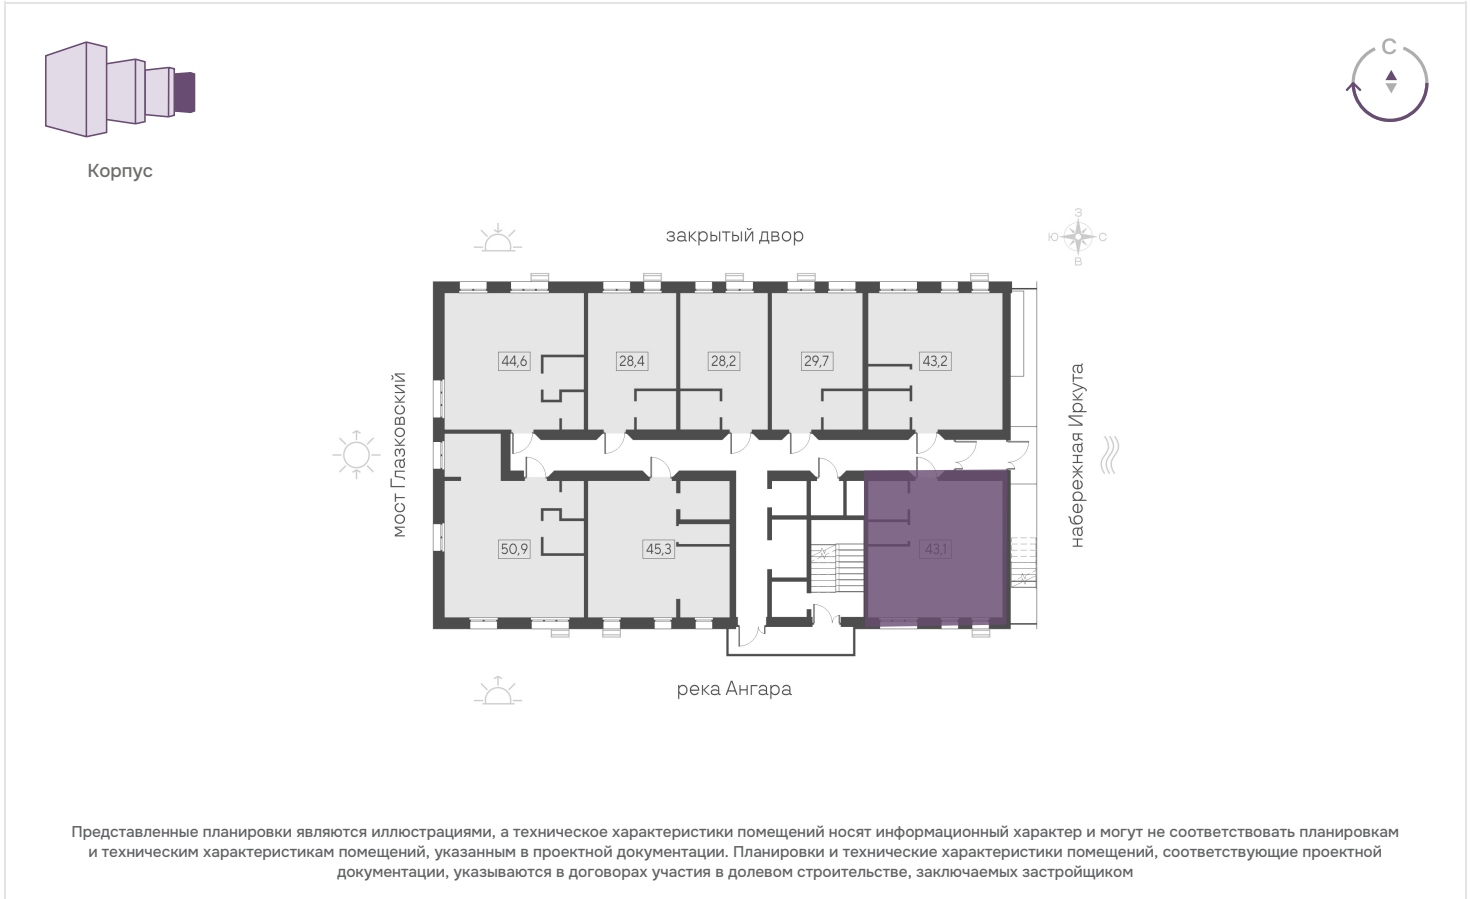 С
Корпус
закрытый двор
З
Ю
С
В
44,6
28,4
28,2
29,7
43,2
мост Глазковский
набережная Иркута
50,9
45,3
43,1
река Ангара
Представленные планировки являются иллюстрациями, а техническое характеристики помещений носят информационный характер и могут не соответствовать планировкам
и техническим характеристикам помещений, указанным в проектной документации. Планировки и технические характеристики помещений, соответствующие проектной
документации, указываются в договорах участия в долевом строительстве, заключаемых застройщиком